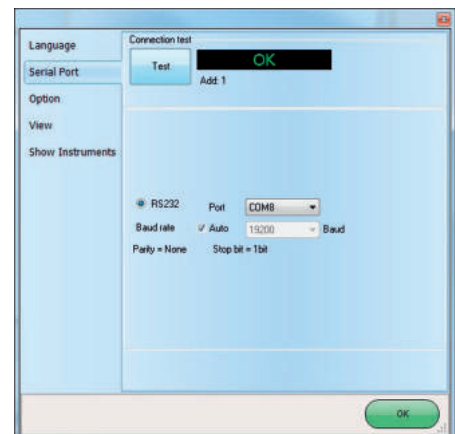 Language
Serial Port
Option
View
Show Instruments
Connection test
Test
OK
Add: 1
RS232
Port
COM8
Baud rate
Auto
19200
Baud
Parity = None
Stop bit = 1bit
OK